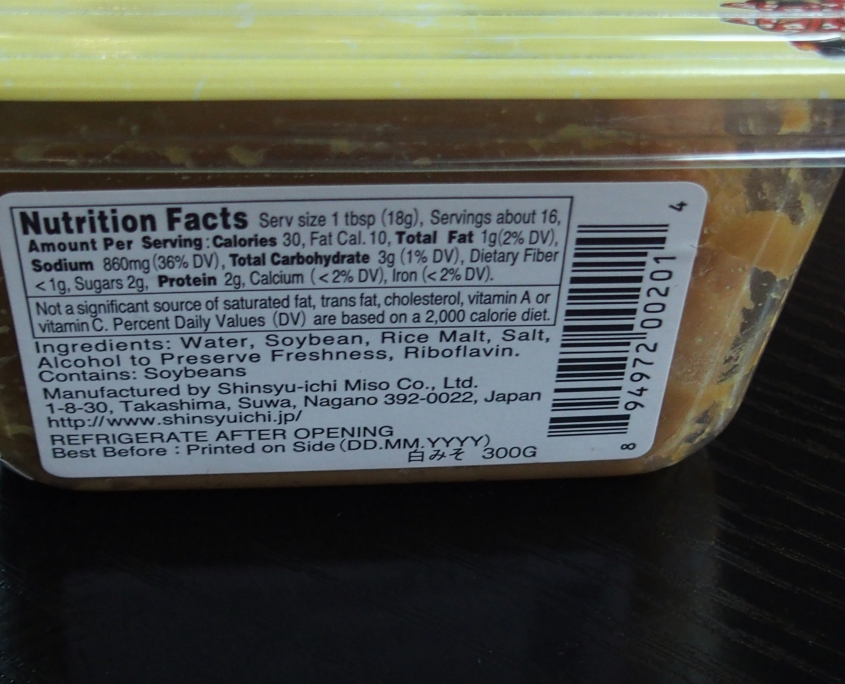 Nutrition Facts Serv size 1 tbsp (18g), Servings about 16,
Amount Per Serving: Calories 30, Fat Cal. 10, Total Fat 1g(2% DV),
Sodium 860mg (36% DV), Total Carbohydrate 3g (1% DV), Dietary Fiber
<1g, Sugars 2g, Protein 2g, Calcium (<2% DV), Iron (<2% DV).
Not a significant source of saturated fat, trans fat, cholesterol, vitamin A or
vitamin C. Percent Daily Values (DV) are based on a 2,000 calorie diet.
Ingredients: Water, Soybean, Rice Malt, Salt,
Alcohol to Preserve Freshness, Riboflavin.
Contains: Soybeans
Manufactured by Shinsyu-ichi Miso Co., Ltd.
1-8-30, Takashima, Suwa, Nagano 392-0022, Japan
http://www.shinsyuichi.jp/
REFRIGERATE AFTER OPENING
Best Before : Printed on Side (DD.MM.YYYY)
白みそ 300G
8 94972 00201 4